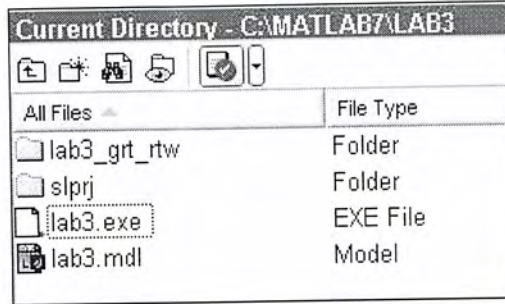 Current Directory - C:\MATLAB7\LAB3
All Files File Type
lab3_grt_rtw Folder
slprj Folder
lab3.exe EXE File
lab3.mdl Model